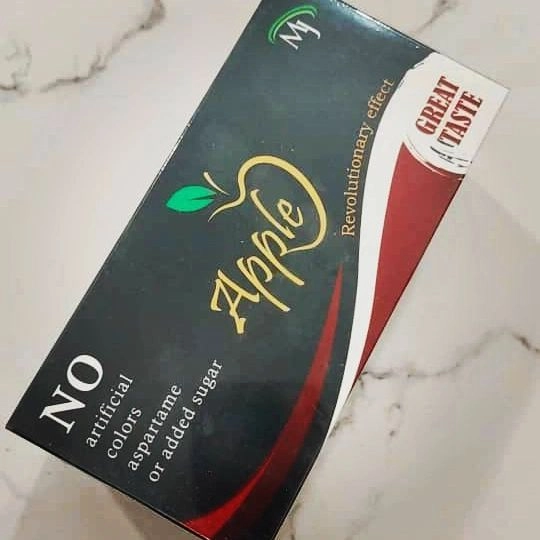 MJ
GREAT
TASTE
Revolutionary effect
Apple
NO
artificial
colors
aspartame
or added sugar